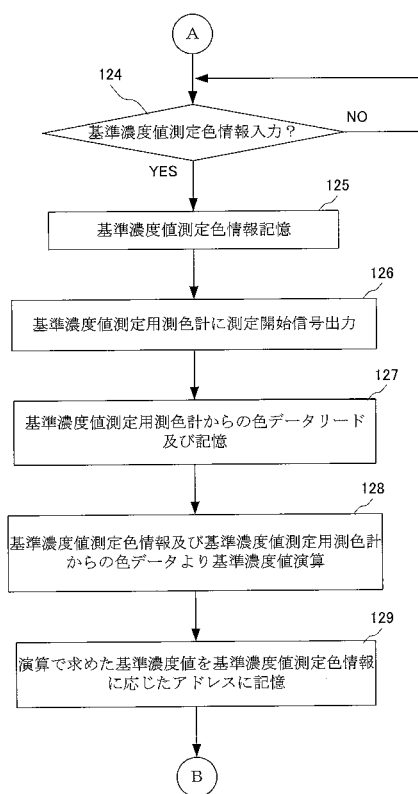 A
124
基準濃度値測定色情報入力?
NO
YES
125
基準濃度値測定色情報記憶
126
基準濃度値測定用測色計に測定開始信号出力
127
基準濃度値測定用測色計からの色データリード
及び記憶
128
基準濃度値測定色情報及び基準濃度値測定用測色計
からの色データより基準濃度値演算
129
演算で求めた基準濃度値を基準濃度値測定色情報
に応じたアドレスに記憶
B